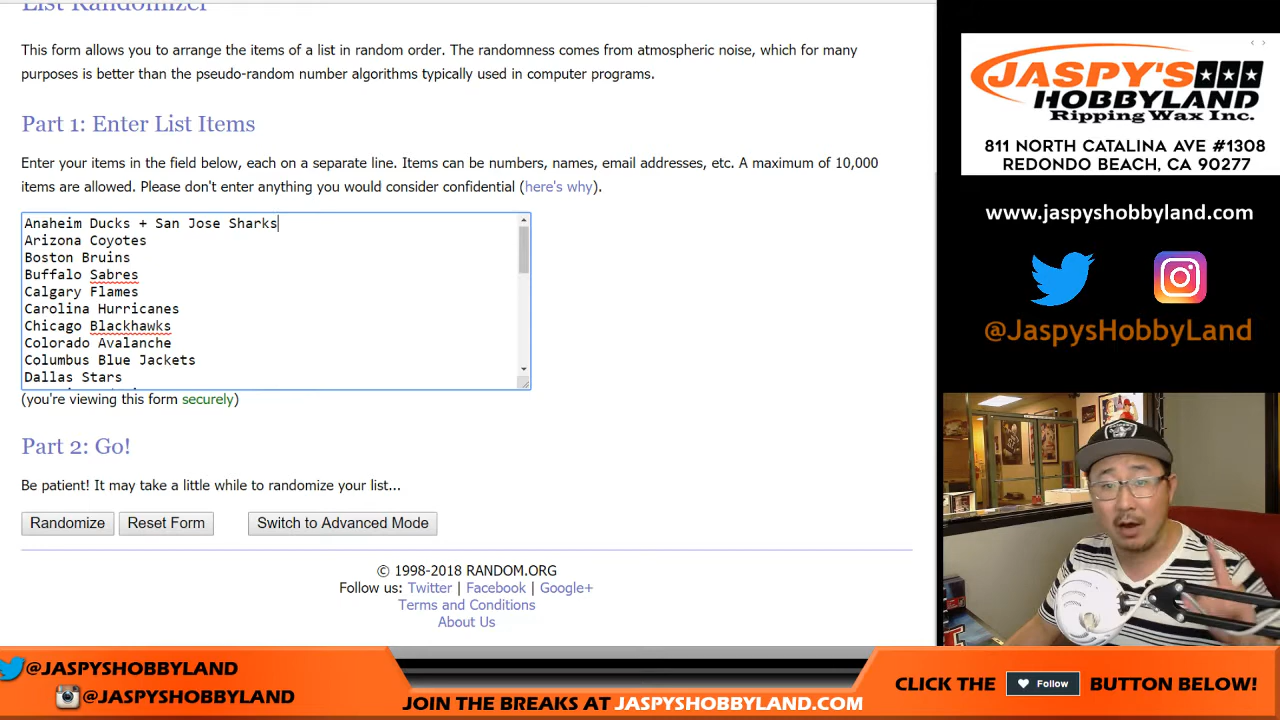 List Randomizer
This form allows you to arrange the items of a list in random order. The randomness comes from atmospheric noise, which for many
purposes is better than the pseudo-random number algorithms typically used in computer programs.
Part 1: Enter List Items
Enter your items in the field below, each on a separate line. Items can be numbers, names, email addresses, etc. A maximum of 10,000
items are allowed. Please don't enter anything you would consider confidential (here's why).
Anaheim Ducks + San Jose Sharks
Arizona Coyotes
Boston Bruins
Buffalo Sabres
Calgary Flames
Carolina Hurricanes
Chicago Blackhawks
Colorado Avalanche
Columbus Blue Jackets
Dallas Stars
(you're viewing this form securely)
Part 2: Go!
Be patient! It may take a little while to randomize your list...
Randomize
Reset Form
Switch to Advanced Mode
© 1998-2018 RANDOM.ORG
Follow us: Twitter | Facebook | Google+
Terms and Conditions
About Us
JASPY'S
HOBBYLAND
Ripping Wax Inc.
811 NORTH CATALINA AVE #1308
REDONDO BEACH, CA 90277
www.jaspyshobbyland.com
@JaspysHobbyLand
@JASPYSHOBBYLAND
@JASPYSHOBBYLAND
JOIN THE BREAKS AT JASPYSHOBBYLAND.COM
CLICK THE Follow BUTTON BELOW!